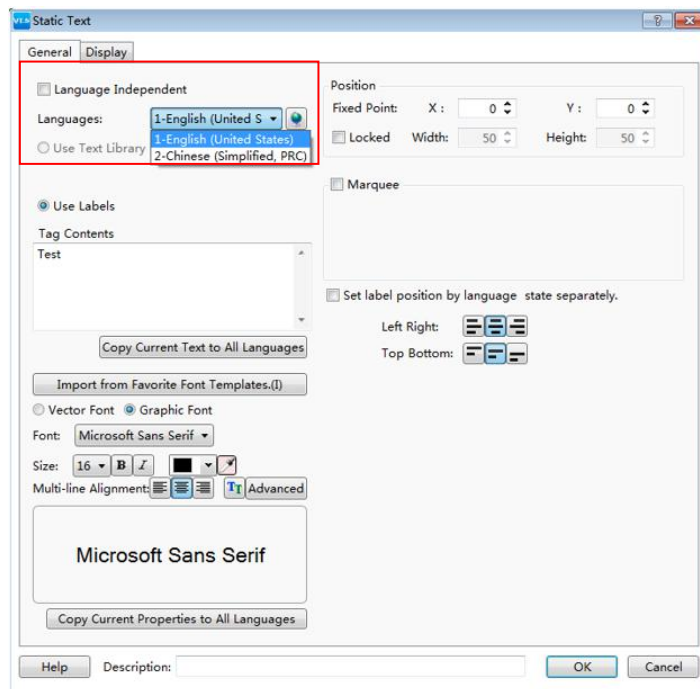 V1.0 Static Text
General Display
Language Independent
Languages: 1-English (United S
1-English (United States)
2-Chinese (Simplified, PRC)
Use Text Library
Use Labels
Tag Contents
Test
Copy Current Text to All Languages
Import from Favorite Font Templates.(I)
Vector Font Graphic Font
Font: Microsoft Sans Serif
Size: 16 B I
Multi-line Alignment: TT Advanced
Microsoft Sans Serif
Copy Current Properties to All Languages
Position
Fixed Point: X : 0 Y : 0
Locked Width: 50 Height: 50
Marquee
Set label position by language state separately.
Left Right:
Top Bottom:
Help Description: OK Cancel